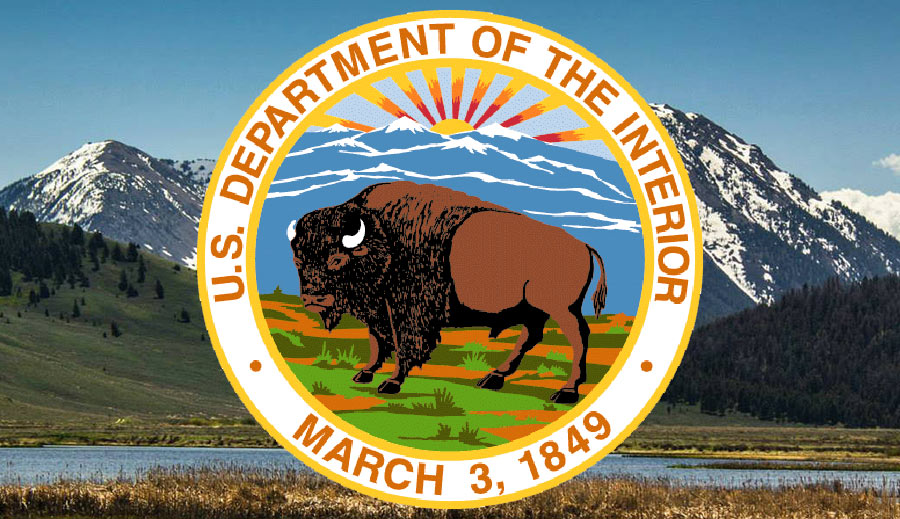 U.S. DEPARTMENT OF THE INTERIOR
MARCH 3, 1849